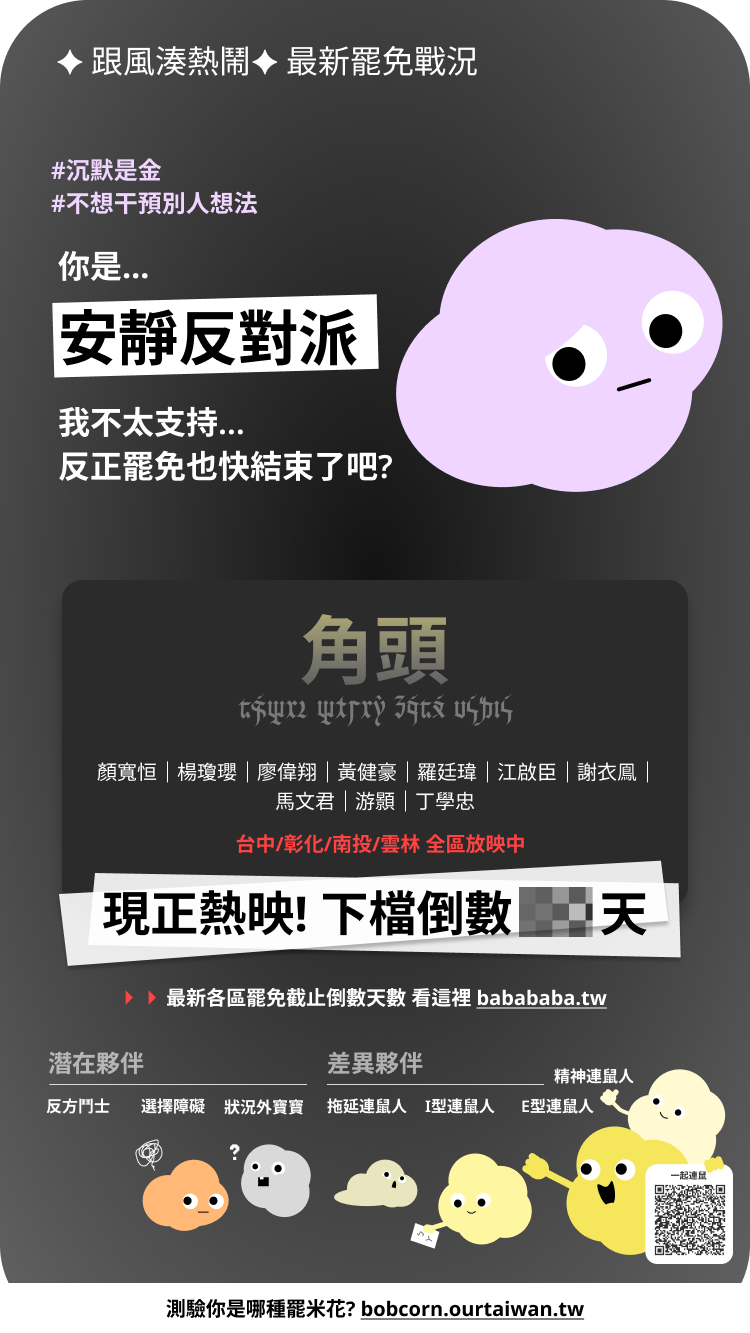 ✦ 跟風湊熱鬧✦ 最新罷免戰況
#沉默是金
#不想干預別人想法
你是...
安靜反對派
我不太支持...
反正罷免也快結束了吧?
角頭
顏寬恒｜楊瓊瓔｜廖偉翔｜黃健豪｜羅廷瑋｜江啟臣｜謝衣鳯｜
馬文君｜游顥｜丁學忠
台中/彰化/南投/雲林 全區放映中
現正熱映! 下檔倒數 天
最新各區罷免截止倒數天數 看這裡 babababa.tw
潛在夥伴
差異夥伴
精神連鼠人
反方鬥士 選擇障礙 狀況外寶寶 拖延連鼠人 I型連鼠人 E型連鼠人
?
一起連鼠
測驗你是哪種罷米花? bobcorn.ourtaiwan.tw